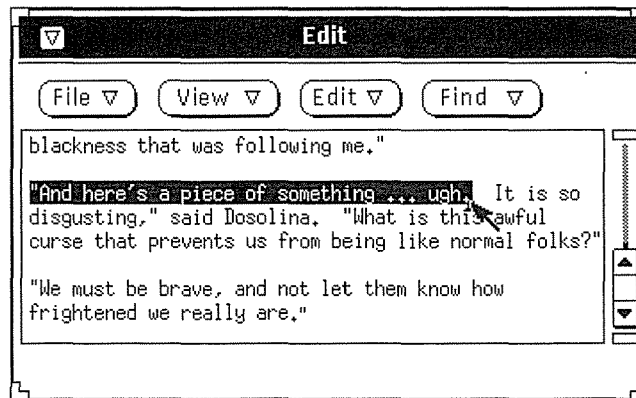 Edit
File View Edit Find
blackness that was following me."
"And here's a piece of something ... ugh. It is so
disgusting," said Dosolina. "What is this awful
curse that prevents us from being like normal folks?"
"We must be brave, and not let them know how
frightened we really are."